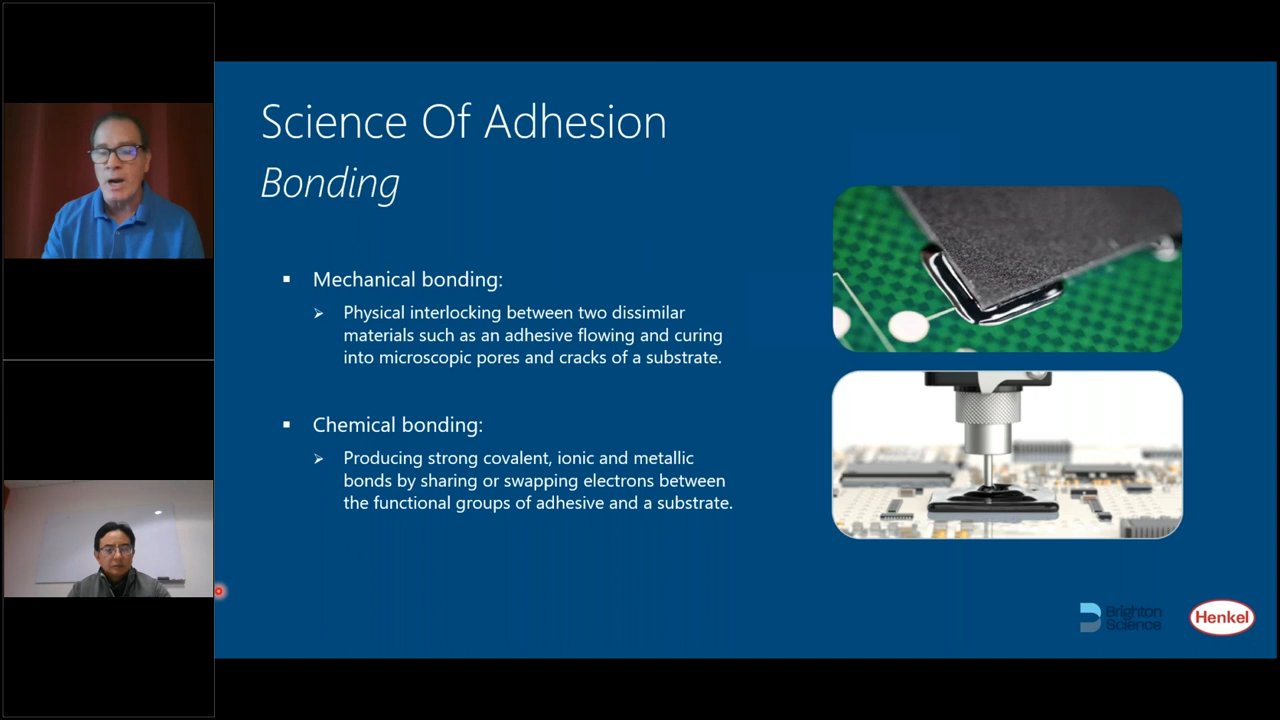 Science Of Adhesion
Bonding
▪ Mechanical bonding:
➢ Physical interlocking between two dissimilar
materials such as an adhesive flowing and curing
into microscopic pores and cracks of a substrate.
▪ Chemical bonding:
➢ Producing strong covalent, ionic and metallic
bonds by sharing or swapping electrons between
the functional groups of adhesive and a substrate.
Brighton
Science
Henkel